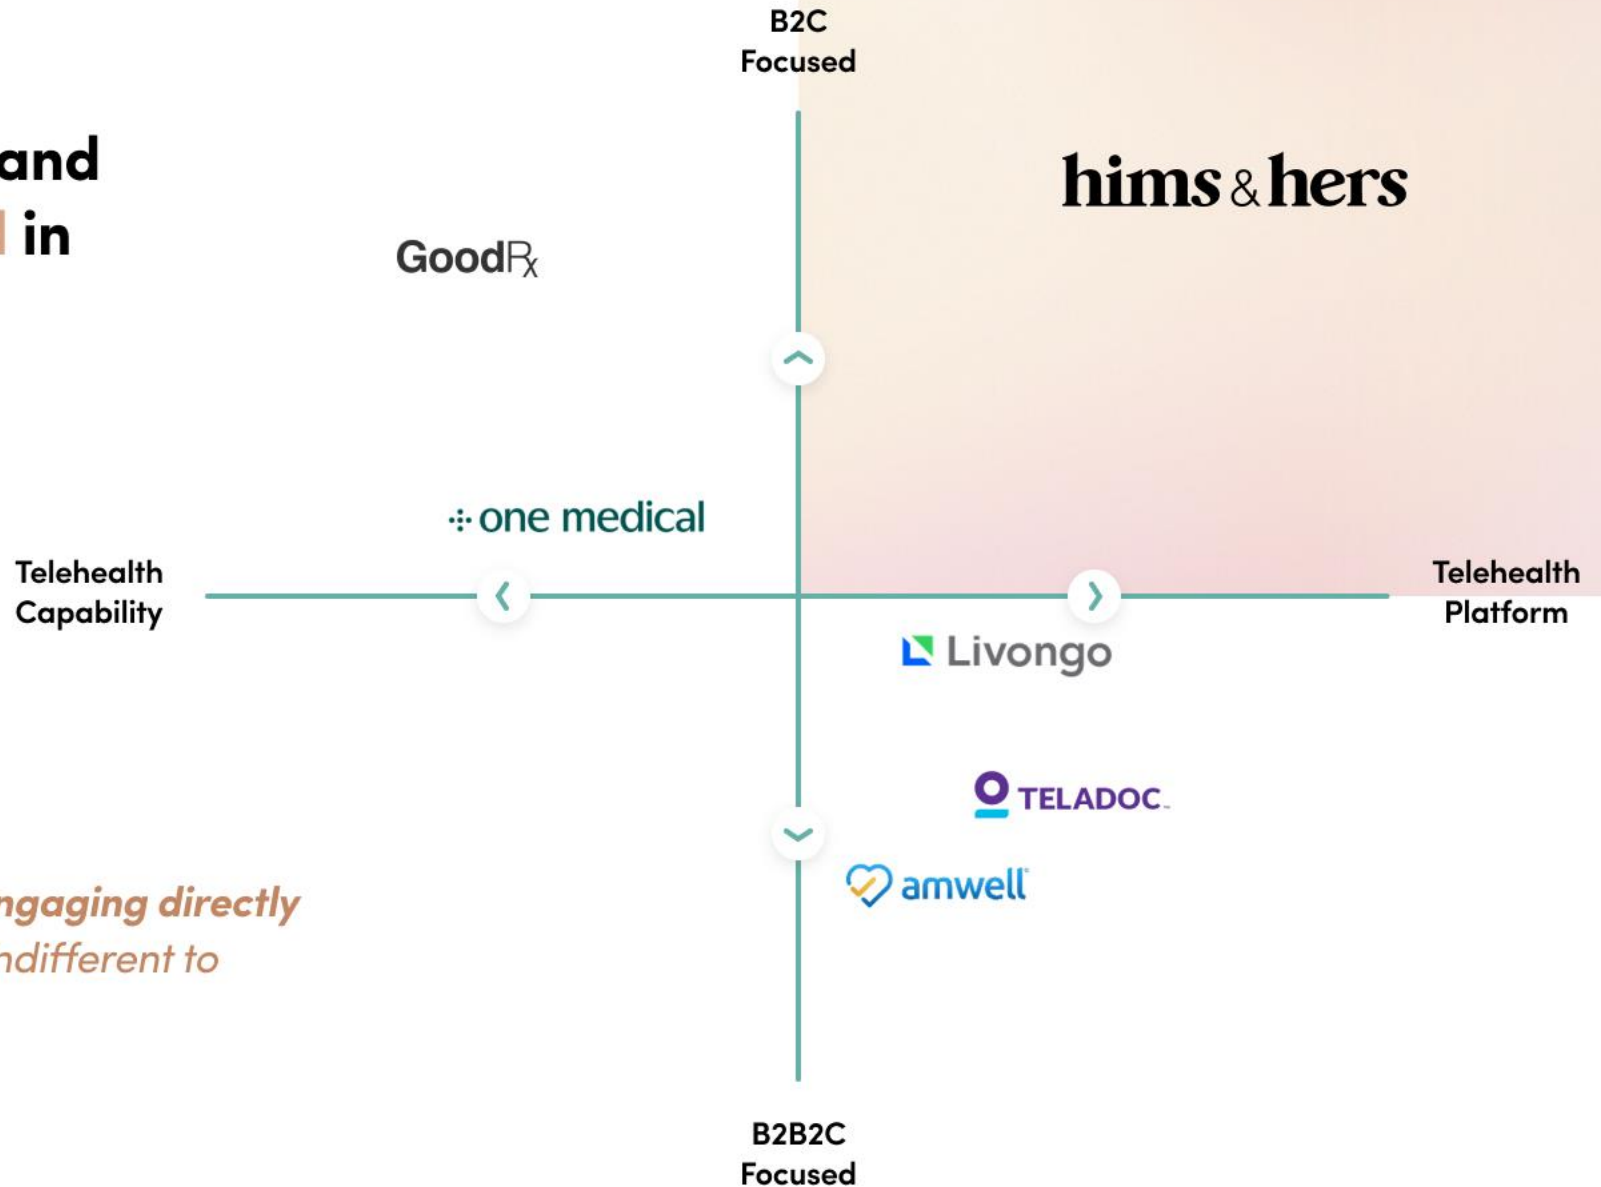 B2C
Focused
and
in
hims & hers
GoodRx
one medical
Telehealth
Capability
Telehealth
Platform
Livongo
TELADOC™
amwell
ngaging directly
ndifferent to
B2B2C
Focused